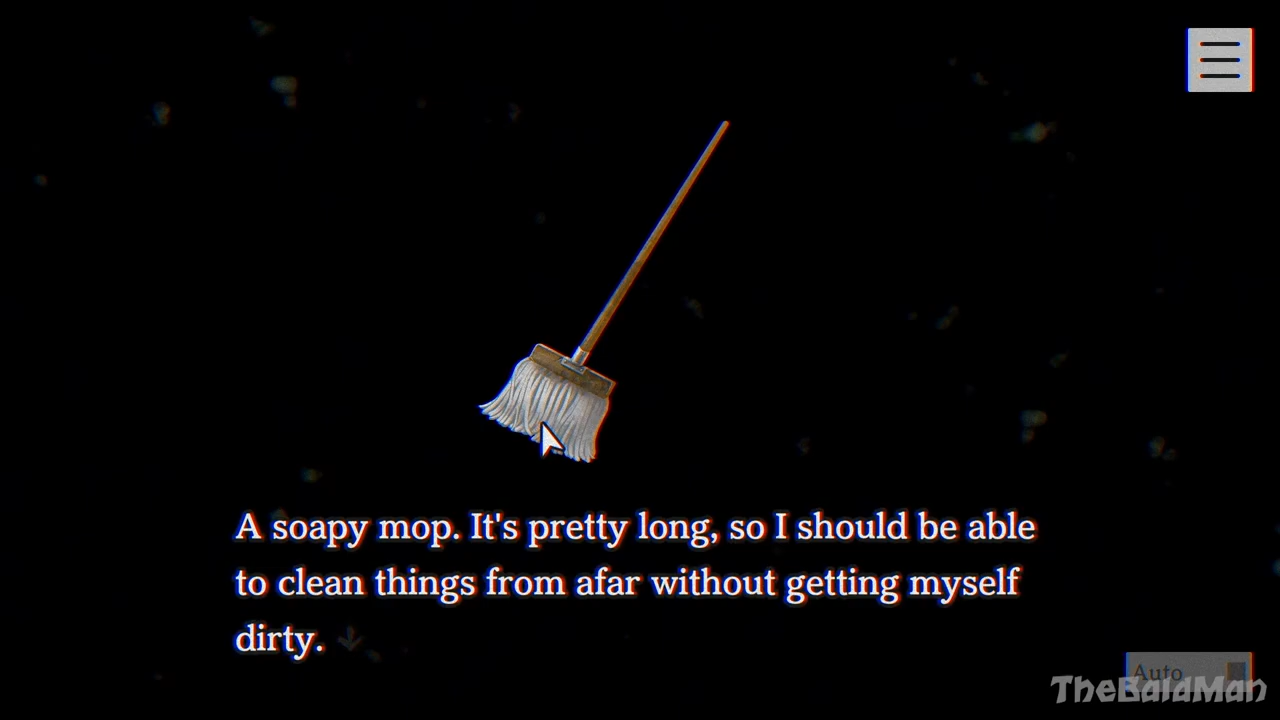 A soapy mop. It's pretty long, so I should be able
to clean things from afar without getting myself
dirty.
Auto
TheBaldMan